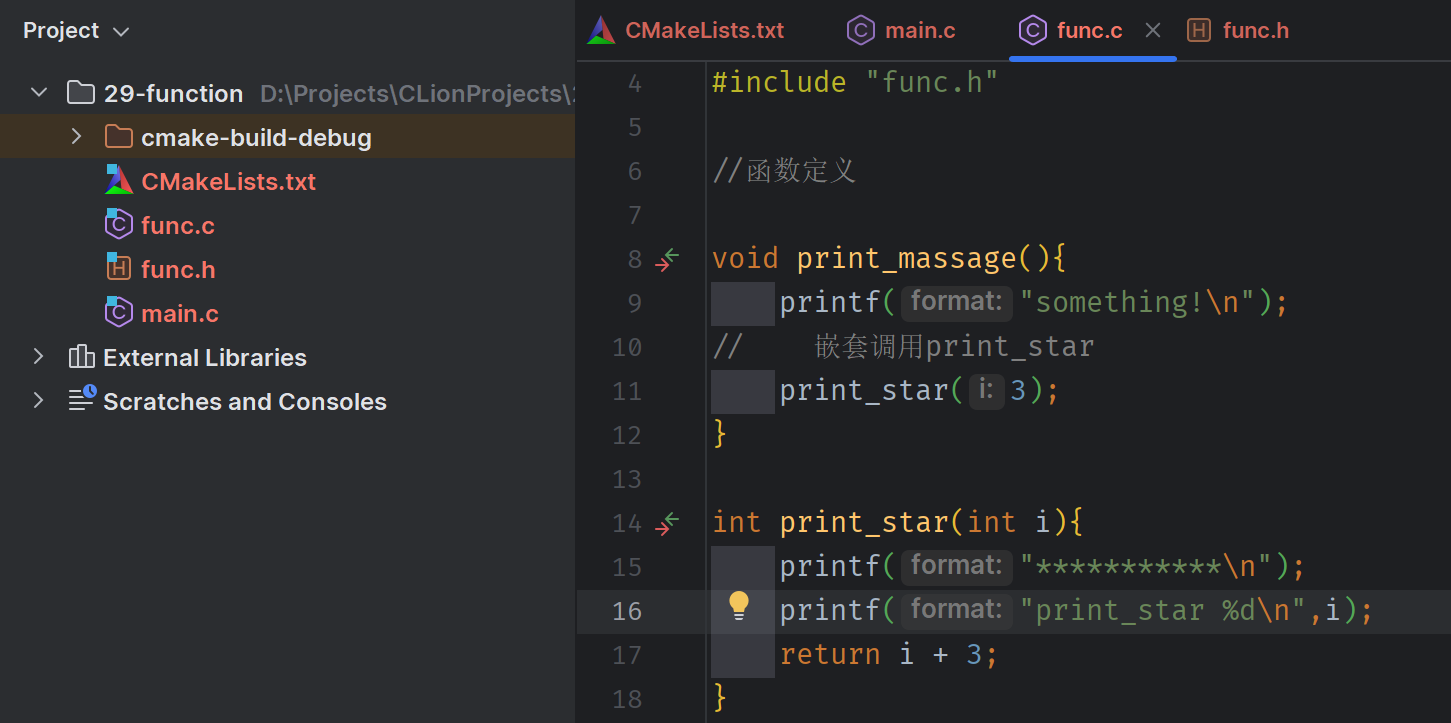 Project
29-function D:\Projects\CLionProjects\
cmake-build-debug
CMakeLists.txt
func.c
func.h
main.c
External Libraries
Scratches and Consoles
CMakeLists.txt main.c func.c func.h
4 #include "func.h"
5
6 //函数定义
7
8 void print_massage(){
9 printf( format: "something!\n");
10 // 嵌套调用print_star
11 print_star( i: 3);
12 }
13
14 int print_star(int i){
15 printf( format: "***********\n");
16 printf( format: "print_star %d\n",i);
17 return i + 3;
18 }